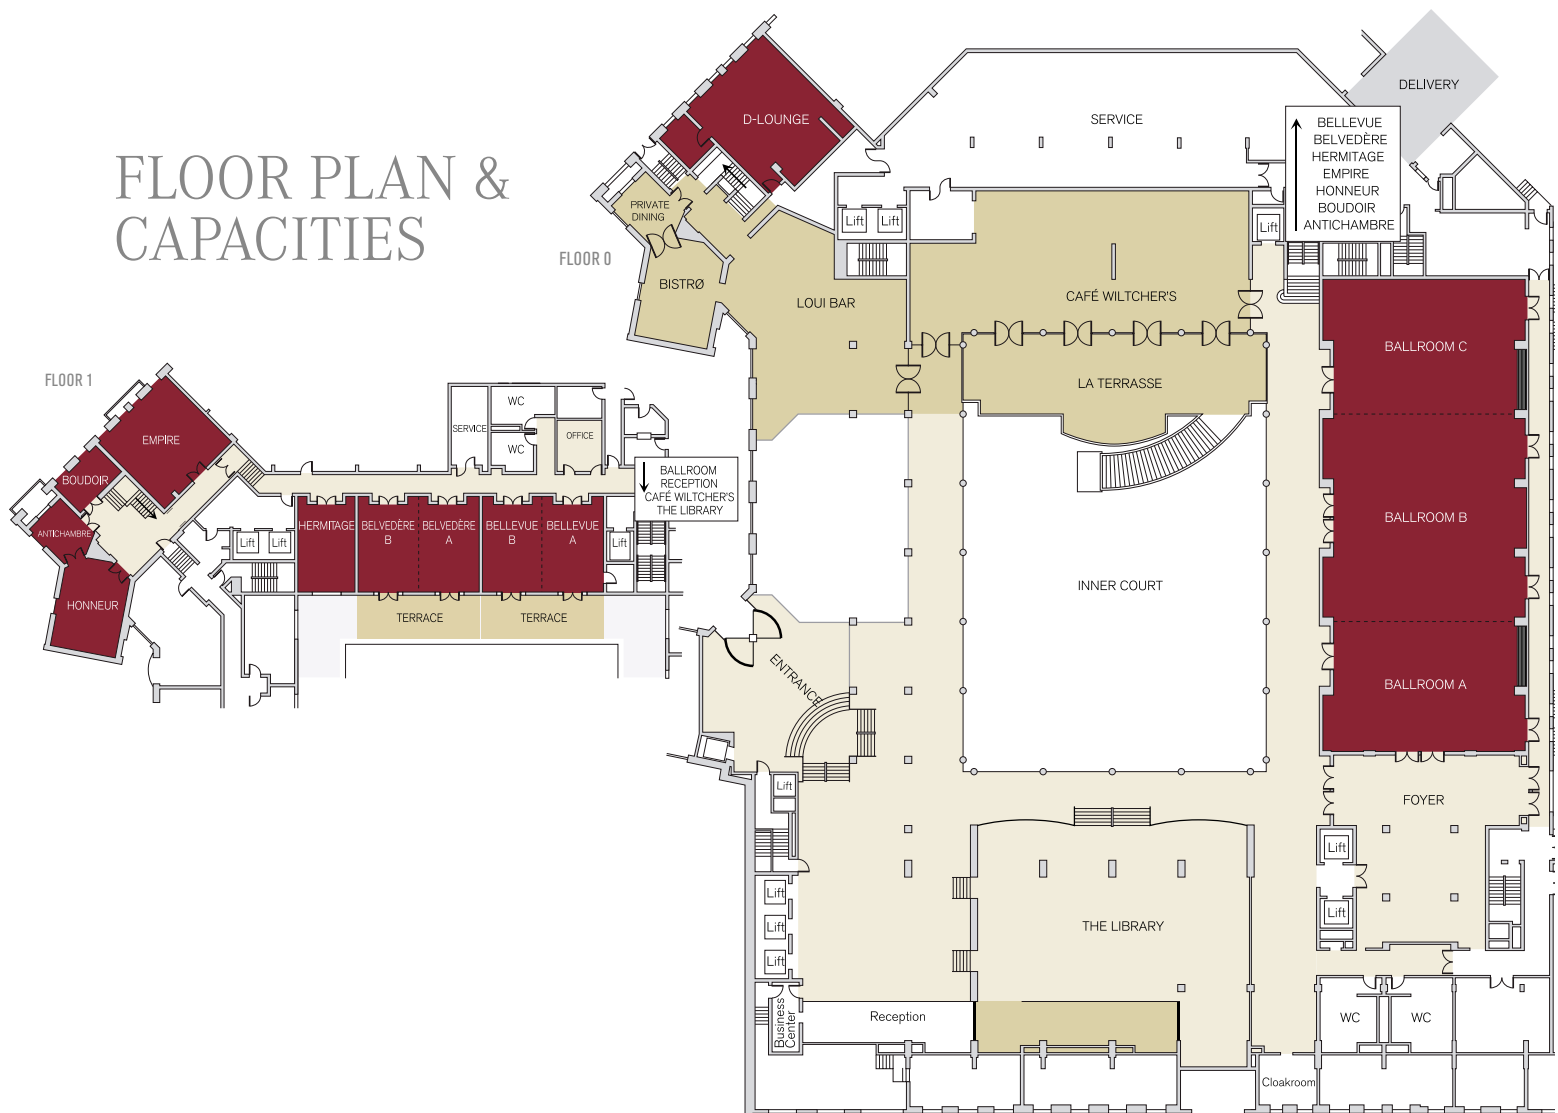 FLOOR PLAN &
CAPACITIES
FLOOR 0
D-LOUNGE
PRIVATE
DINING
BISTRØ
LOUI BAR
Lift
Lift
SERVICE
DELIVERY
BELLEVUE
BELVEDÈRE
HERMITAGE
EMPIRE
HONNEUR
BOUDOIR
ANTICHAMBRE
Lift
CAFÉ WILTCHER'S
LA TERRASSE
BALLROOM C
BALLROOM B
BALLROOM A
INNER COURT
ENTRANCE
FOYER
Lift
Lift
Lift
Lift
Lift
Lift
THE LIBRARY
Reception
Business
Center
WC
WC
Cloakroom
FLOOR 1
EMPIRE
BOUDOIR
ANTICHAMBRE
HONNEUR
SERVICE
WC
WC
OFFICE
BALLROOM
RECEPTION
CAFÉ WILTCHER'S
THE LIBRARY
HERMITAGE
BELVEDÈRE
B
BELVEDÈRE
A
BELLEVUE
B
BELLEVUE
A
Lift
Lift
Lift
TERRACE
TERRACE